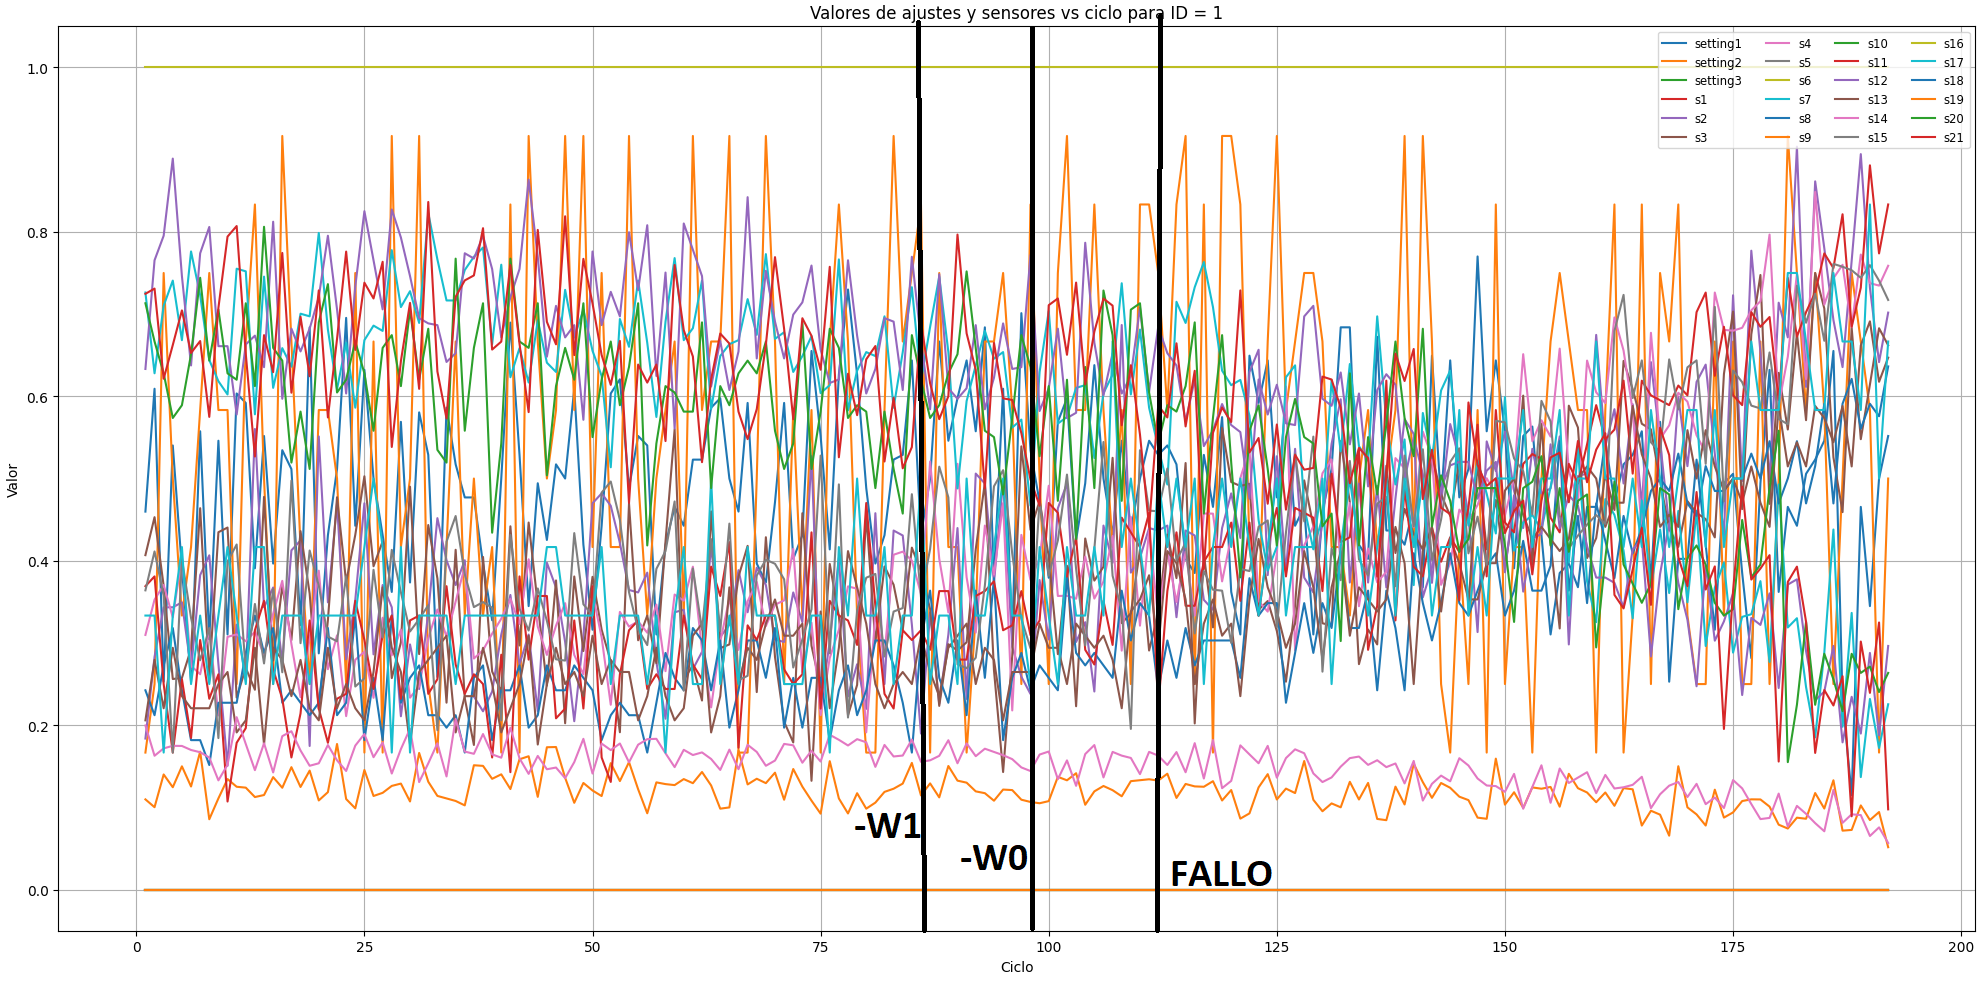 Valores de ajustes y sensores vs ciclo para ID = 1
setting1 s4 s10 s16
setting2 s5 s11 s17
setting3 s6 s12 s18
s1 s7 s13 s19
s2 s8 s14 s20
s3 s9 s15 s21
1.0
0.8
0.6
0.4
0.2
0.0
Valor
-W1
-W0
FALLO
0 25 50 75 100 125 150 175 200
Ciclo